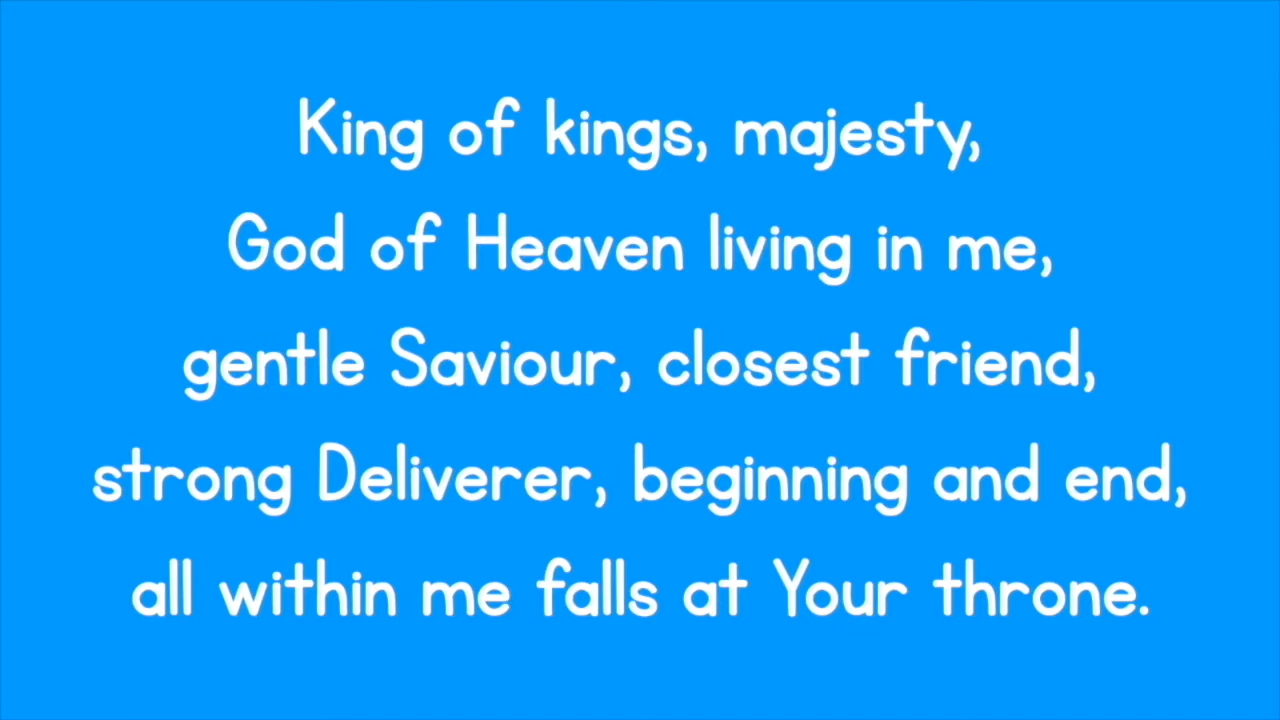 King of kings, majesty,
God of Heaven living in me,
gentle Saviour, closest friend,
strong Deliverer, beginning and end,
all within me falls at Your throne.